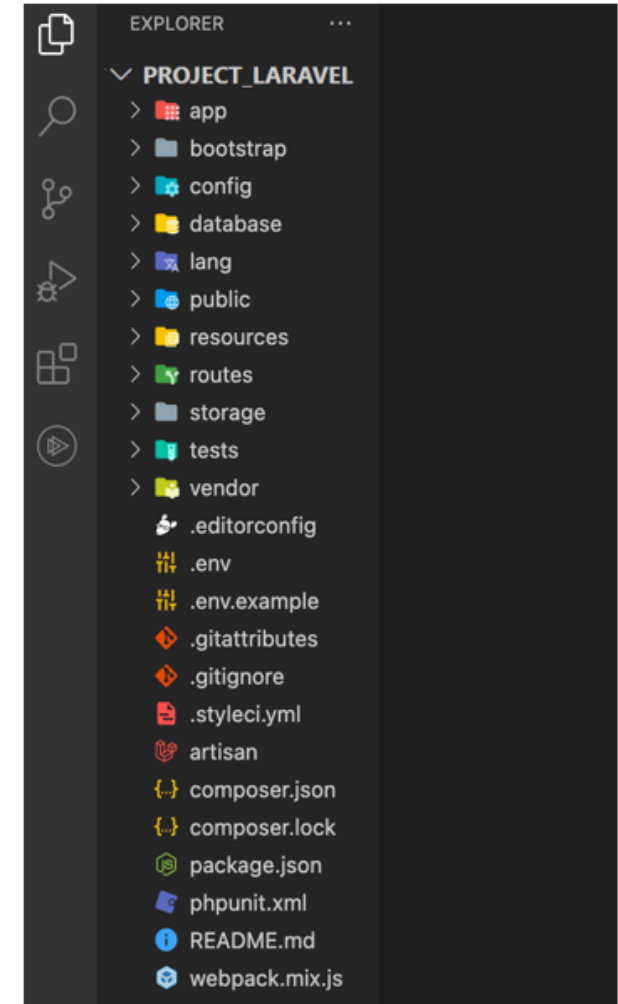 EXPLORER ...
PROJECT_LARAVEL
app
bootstrap
config
database
lang
public
resources
routes
storage
tests
vendor
.editorconfig
.env
.env.example
.gitattributes
.gitignore
.styleci.yml
artisan
composer.json
composer.lock
package.json
phpunit.xml
README.md
webpack.mix.js